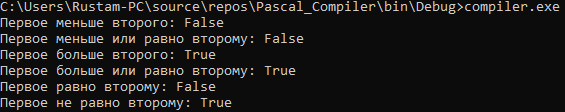 C:\Users\Rustam-PC\source\repos\Pascal_Compiler\bin\Debug>compiler.exe
Первое меньше второго: False
Первое меньше или равно второму: False
Первое больше второго: True
Первое больше или равно второму: True
Первое равно второму: False
Первое не равно второму: True